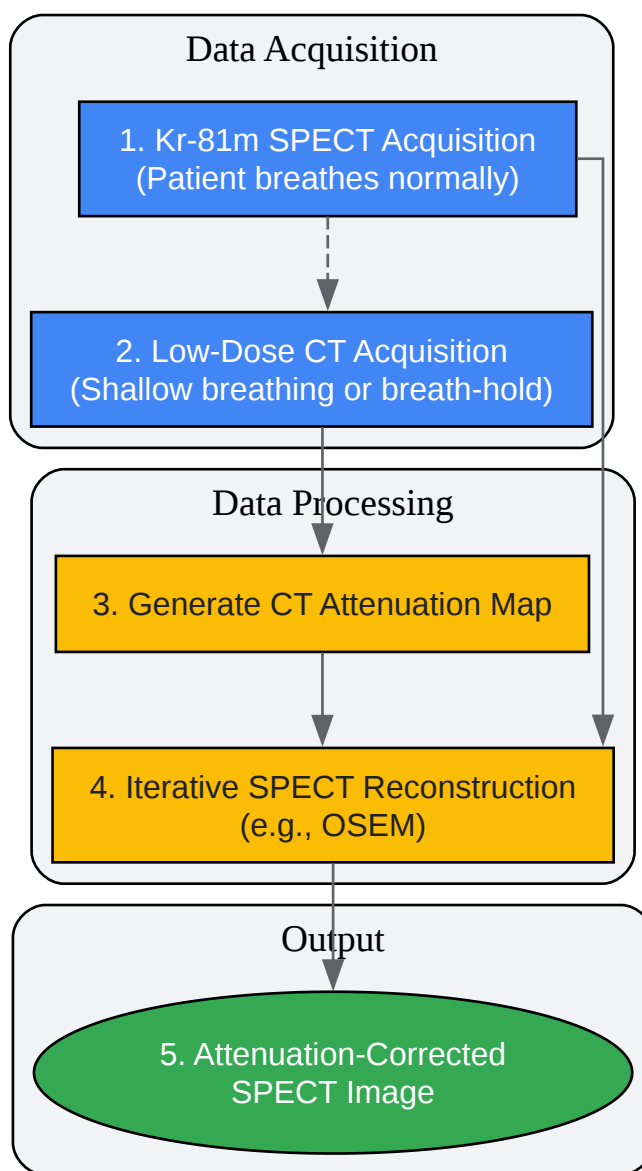 Data Acquisition
1. Kr-81m SPECT Acquisition
(Patient breathes normally)
2. Low-Dose CT Acquisition
(Shallow breathing or breath-hold)
Data Processing
3. Generate CT Attenuation Map
4. Iterative SPECT Reconstruction
(e.g., OSEM)
Output
5. Attenuation-Corrected
SPECT Image